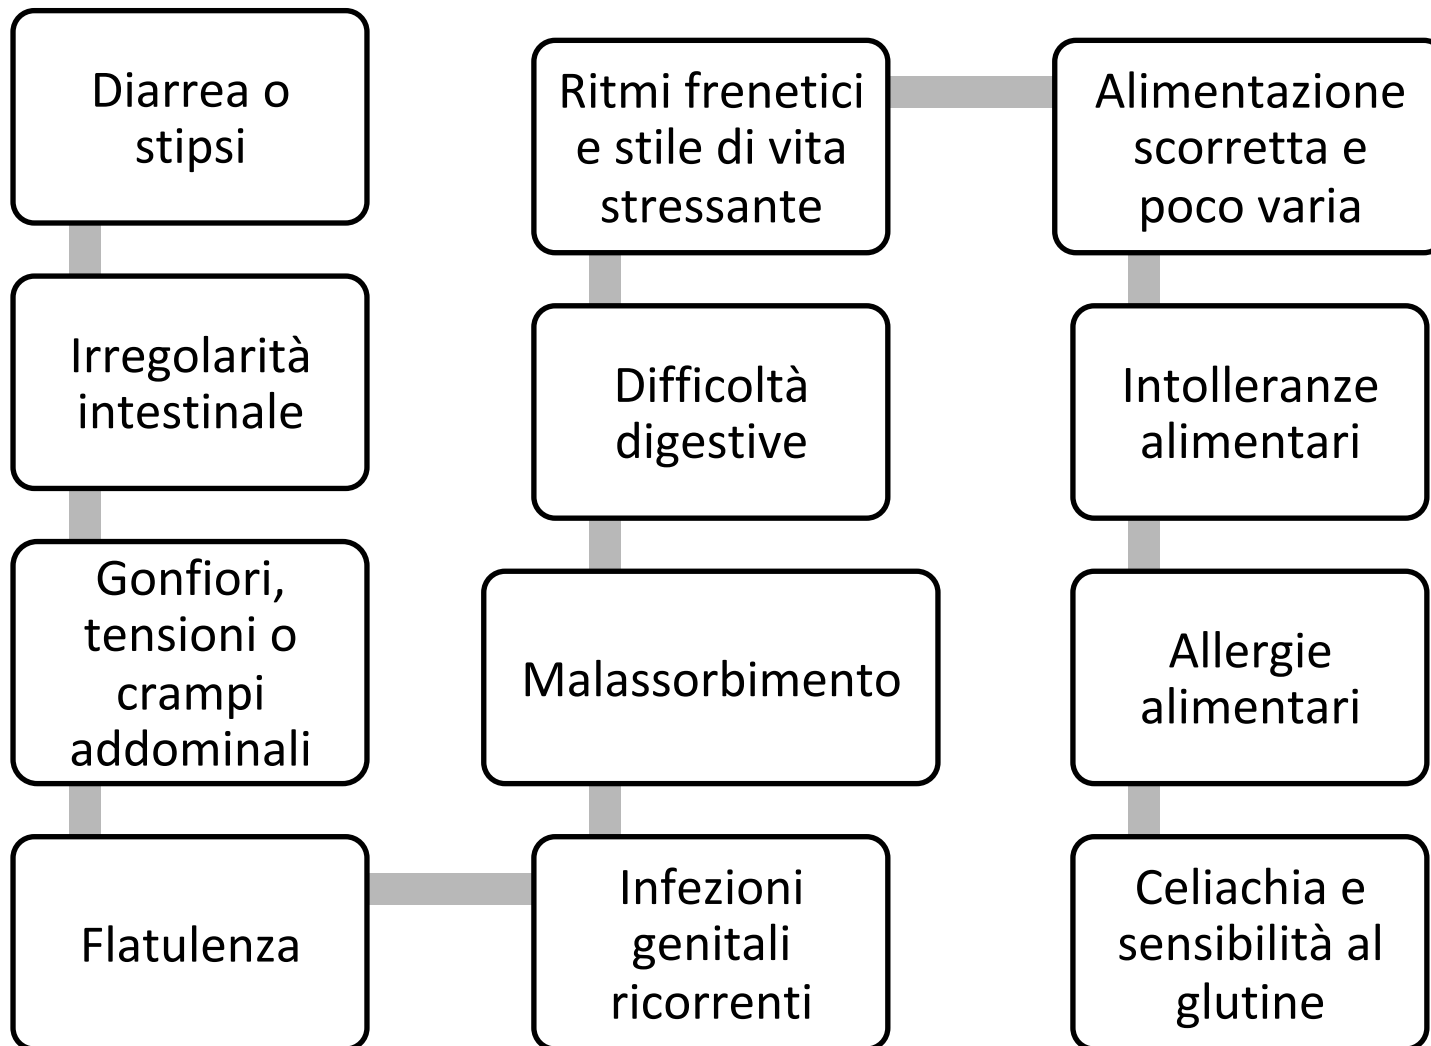 Diarrea o
stipsi
Irregolarità
intestinale
Gonfiori,
tensioni o
crampi
addominali
Flatulenza
Infezioni
genitali
ricorrenti
Malassorbimento
Difficoltà
digestive
Ritmi frenetici
e stile di vita
stressante
Alimentazione
scorretta e
poco varia
Intolleranze
alimentari
Allergie
alimentari
Celiachia e
sensibilità al
glutine